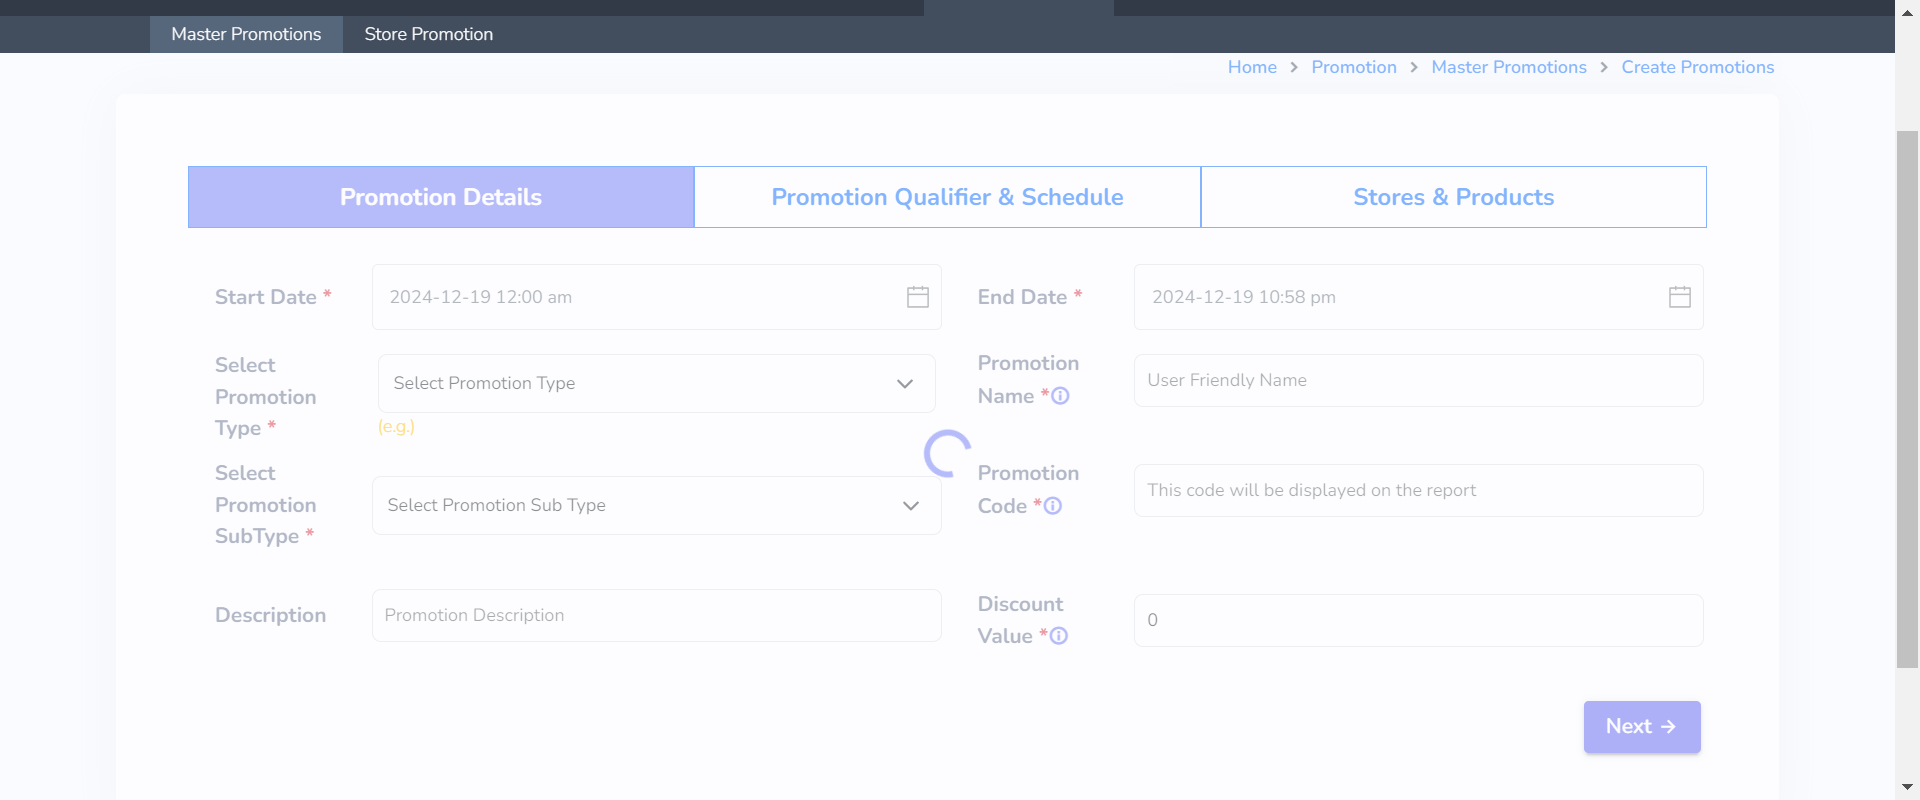 Master Promotions Store Promotion
Home > Promotion > Master Promotions > Create Promotions
Promotion Details Promotion Qualifier & Schedule Stores & Products
Start Date * 2024-12-19 12:00 am
End Date * 2024-12-19 10:58 pm
Select
Promotion
Type *
Select Promotion Type
(e.g.)
Promotion
Name *
User Friendly Name
Select
Promotion
SubType *
Select Promotion Sub Type
Promotion
Code *
This code will be displayed on the report
Description Promotion Description
Discount
Value *
0
Next →